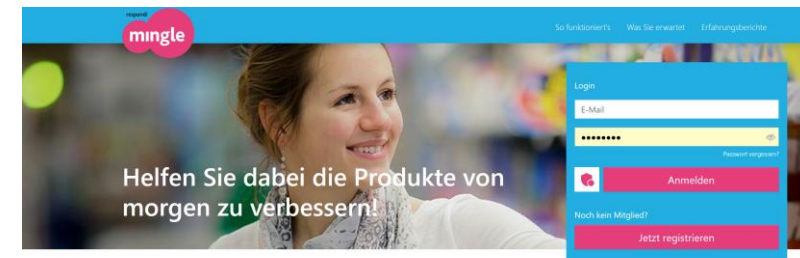 respondi
mingle
So funktioniert's Was Sie erwartet Erfahrungsberichte
Login
E-Mail
Passwort vergessen?
Anmelden
Helfen Sie dabei die Produkte von
morgen zu verbessern!
Noch kein Mitglied?
Jetzt registrieren